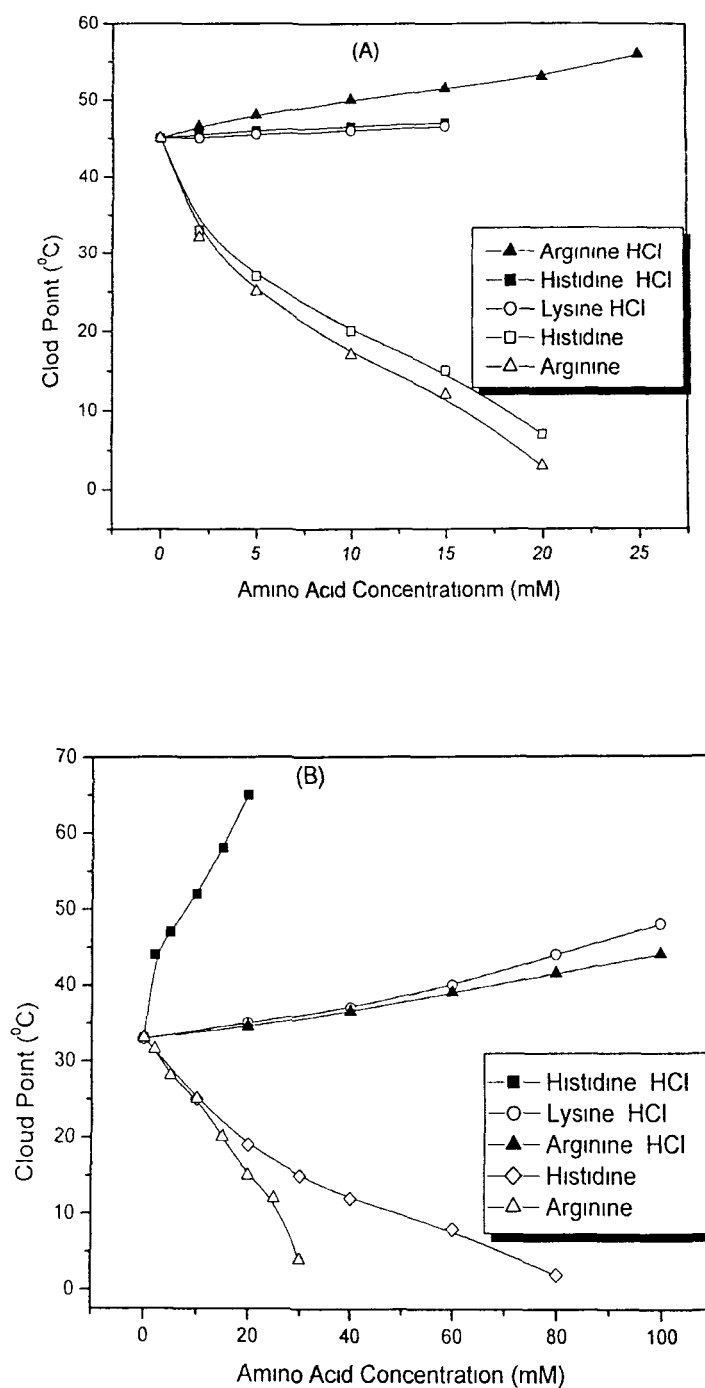 (A)
60
50
40
30
20
10
0
Clod Point (⁰C)
▲ Arginine HCl
■ Histidine HCl
○ Lysine HCl
□ Histidine
△ Arginine
0 5 10 15 20 25
Amino Acid Concentrationm (mM)
(B)
70
60
50
40
30
20
10
0
Cloud Point (⁰C)
■ Histidine HCl
○ Lysine HCl
▲ Arginine HCl
◇ Histidine
△ Arginine
0 20 40 60 80 100
Amino Acid Concentration (mM)